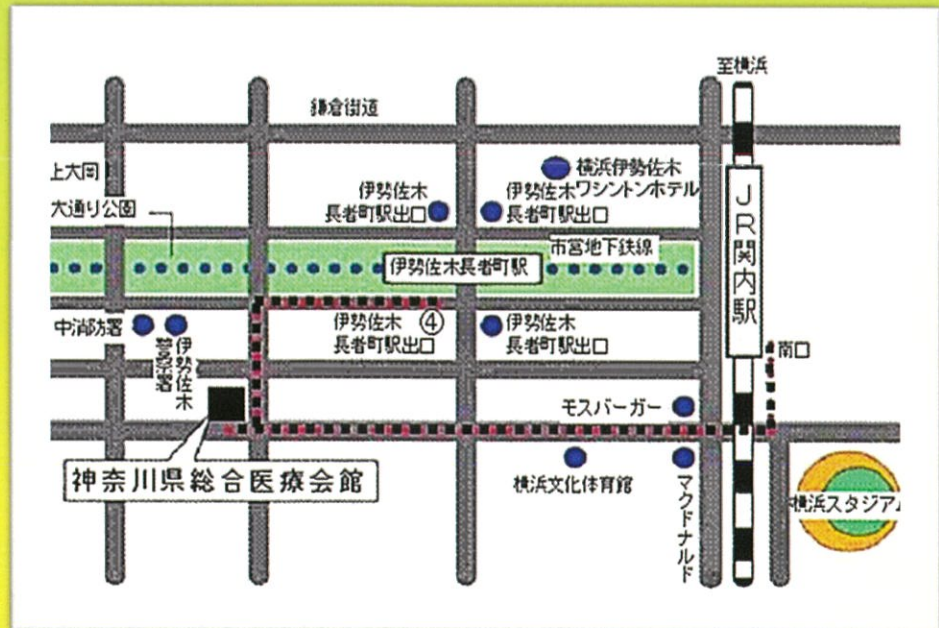 至横浜
鎌倉街道
上大岡
横浜伊勢佐木
ワシントンホテル
伊勢佐木
長者町駅出口
伊勢佐木
長者町駅出口
大通り公園
JR関内駅
市営地下鉄線
伊勢佐木長者町駅
中消防署
伊勢佐木
警察署
伊勢佐木 ④
長者町駅出口
伊勢佐木
長者町駅出口
南口
モスバーガー
神奈川県総合医療会館
横浜文化体育館
マクドナルド
横浜スタジアム